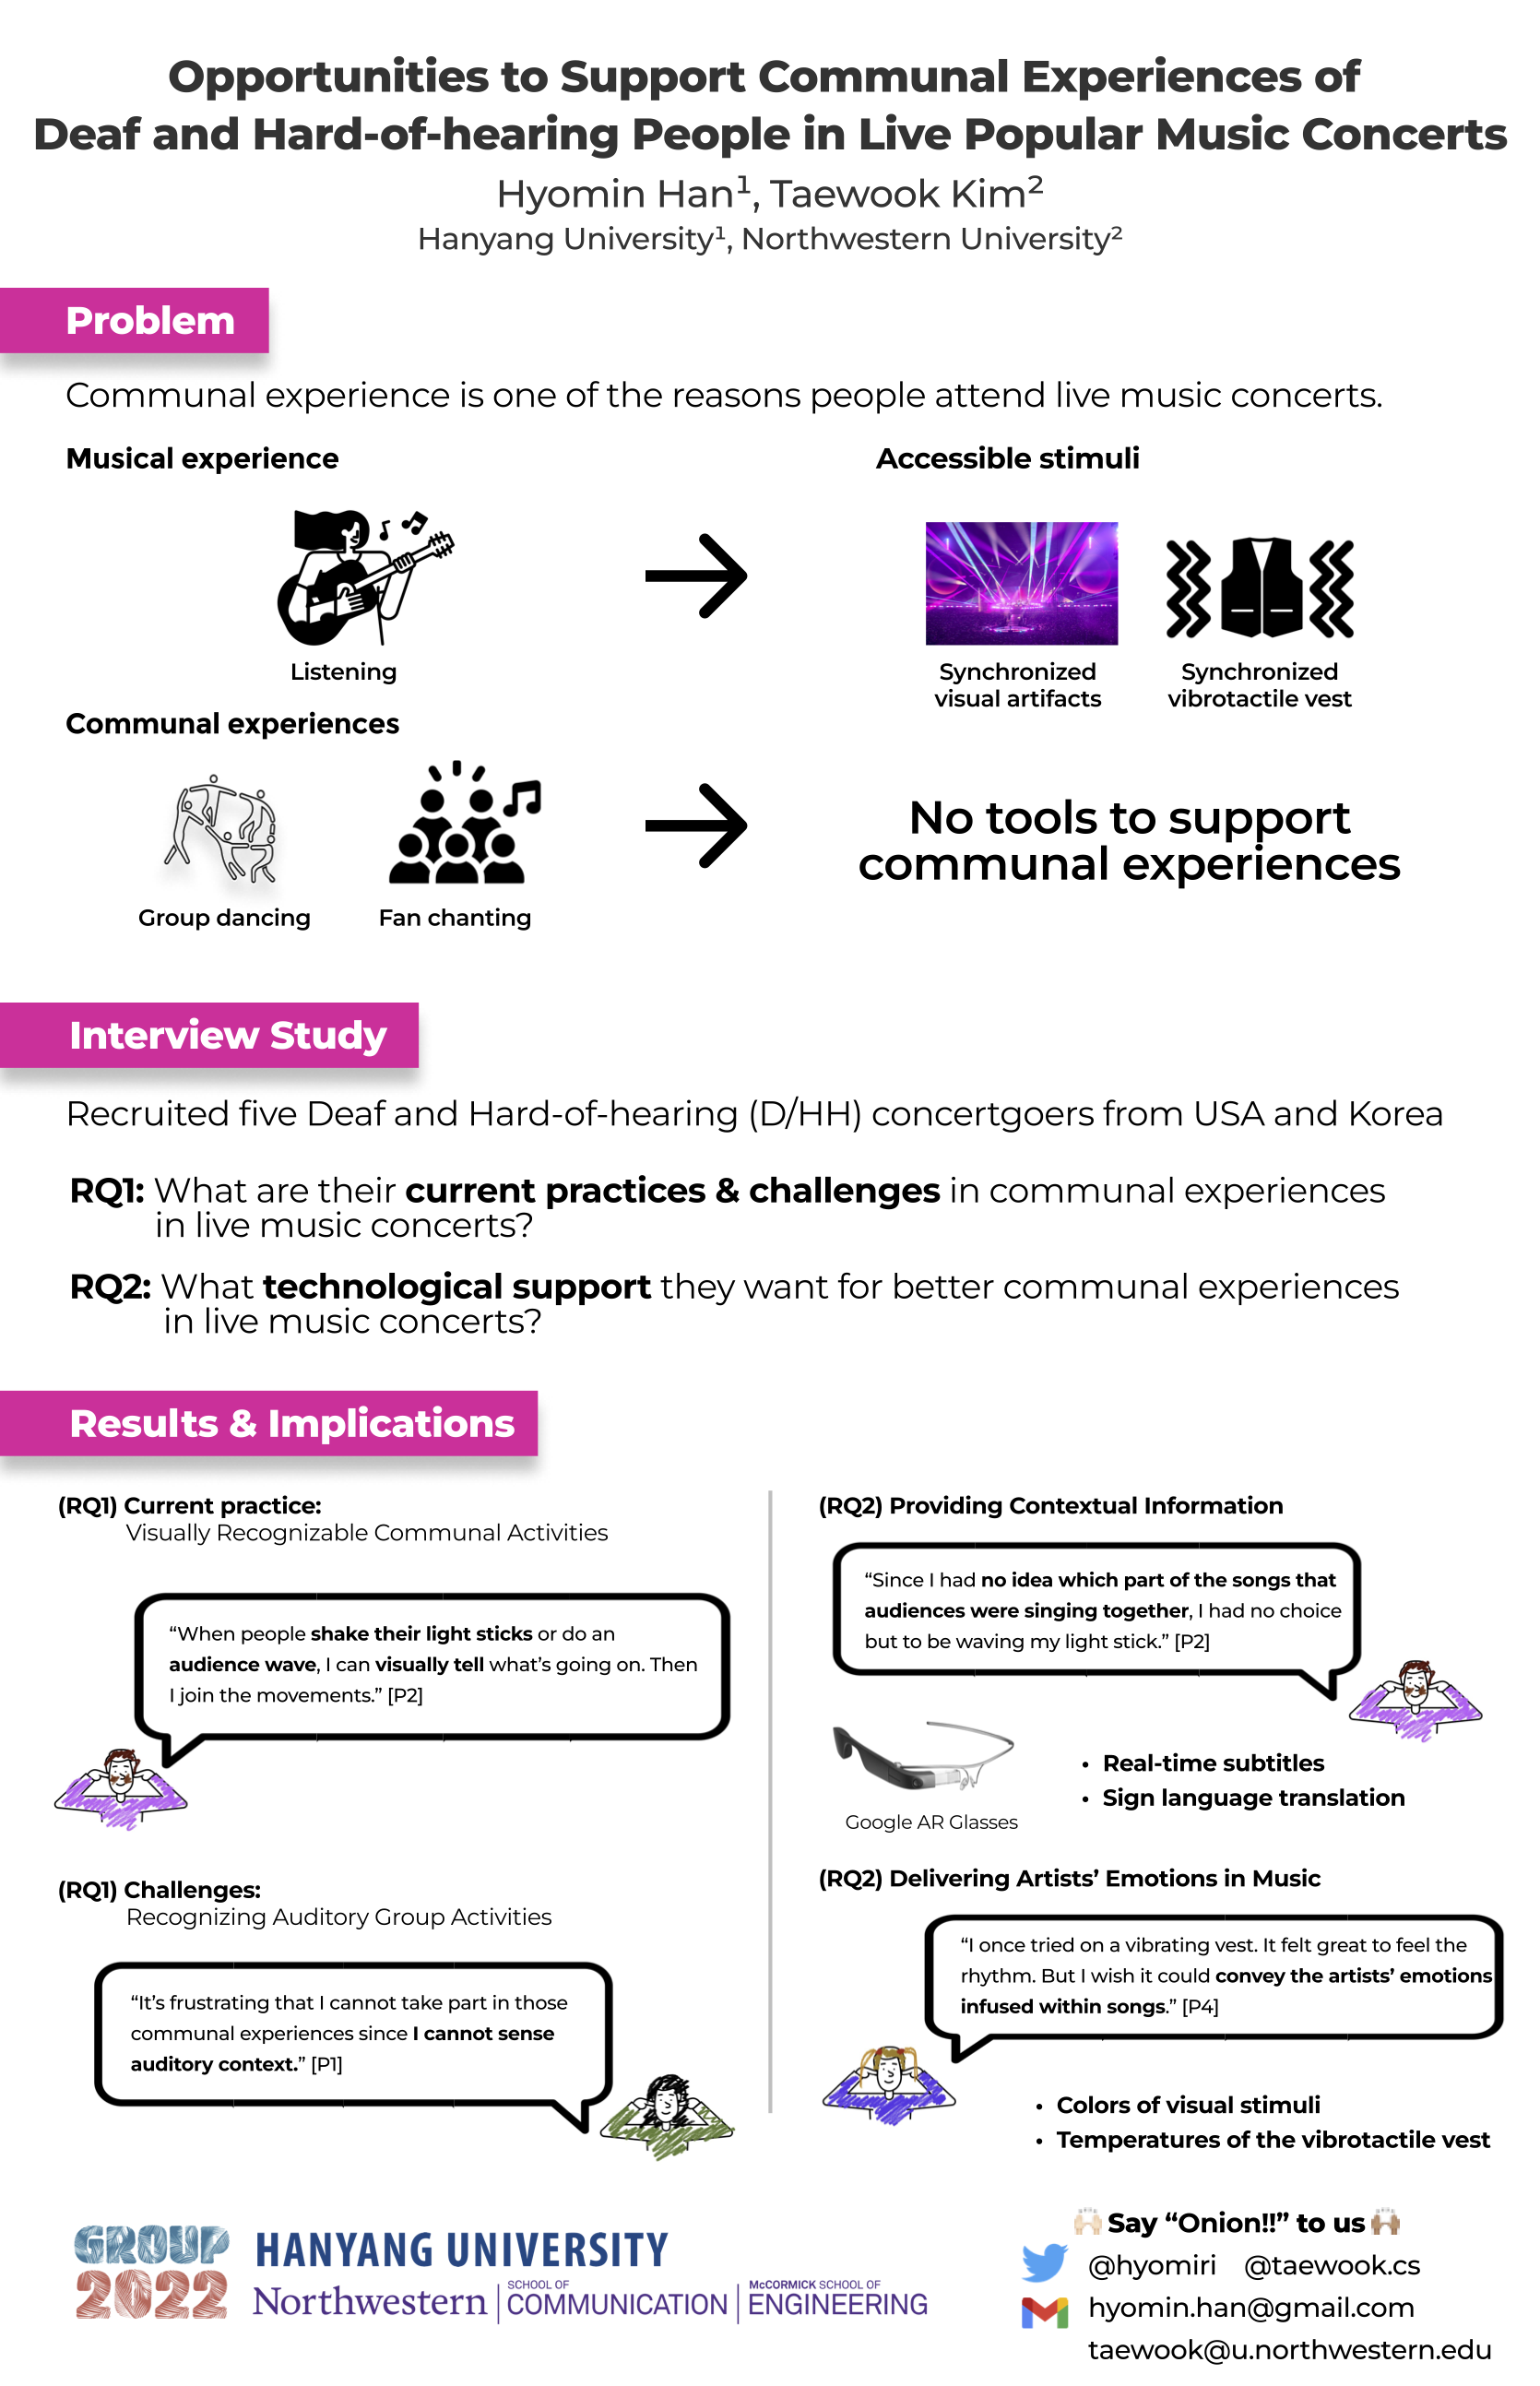 Opportunities to Support Communal Experiences of
Deaf and Hard-of-hearing People in Live Popular Music Concerts
Hyomin Han¹, Taewook Kim²
Hanyang University¹, Northwestern University²
Problem
Communal experience is one of the reasons people attend live music concerts.
Musical experience
Accessible stimuli
Listening
Synchronized
visual artifacts
Synchronized
vibrotactile vest
Communal experiences
Group dancing
Fan chanting
No tools to support
communal experiences
Interview Study
Recruited five Deaf and Hard-of-hearing (D/HH) concertgoers from USA and Korea
RQ1: What are their current practices & challenges in communal experiences
in live music concerts?
RQ2: What technological support they want for better communal experiences
in live music concerts?
Results & Implications
(RQ1) Current practice:
Visually Recognizable Communal Activities
“When people shake their light sticks or do an
audience wave, I can visually tell what’s going on. Then
I join the movements.” [P2]
(RQ1) Challenges:
Recognizing Auditory Group Activities
“It’s frustrating that I cannot take part in those
communal experiences since I cannot sense
auditory context.” [P1]
(RQ2) Providing Contextual Information
“Since I had no idea which part of the songs that
audiences were singing together, I had no choice
but to be waving my light stick.” [P2]
Google AR Glasses
• Real-time subtitles
• Sign language translation
(RQ2) Delivering Artists’ Emotions in Music
“I once tried on a vibrating vest. It felt great to feel the
rhythm. But I wish it could convey the artists’ emotions
infused within songs.” [P4]
• Colors of visual stimuli
• Temperatures of the vibrotactile vest
GROUP
2022
HANYANG UNIVERSITY
Northwestern | SCHOOL OF COMMUNICATION | McCORMICK SCHOOL OF ENGINEERING
🙌🏻 Say “Onion!!” to us 🙌🏽
@hyomiri @taewook.cs
hyomin.han@gmail.com
taewook@u.northwestern.edu